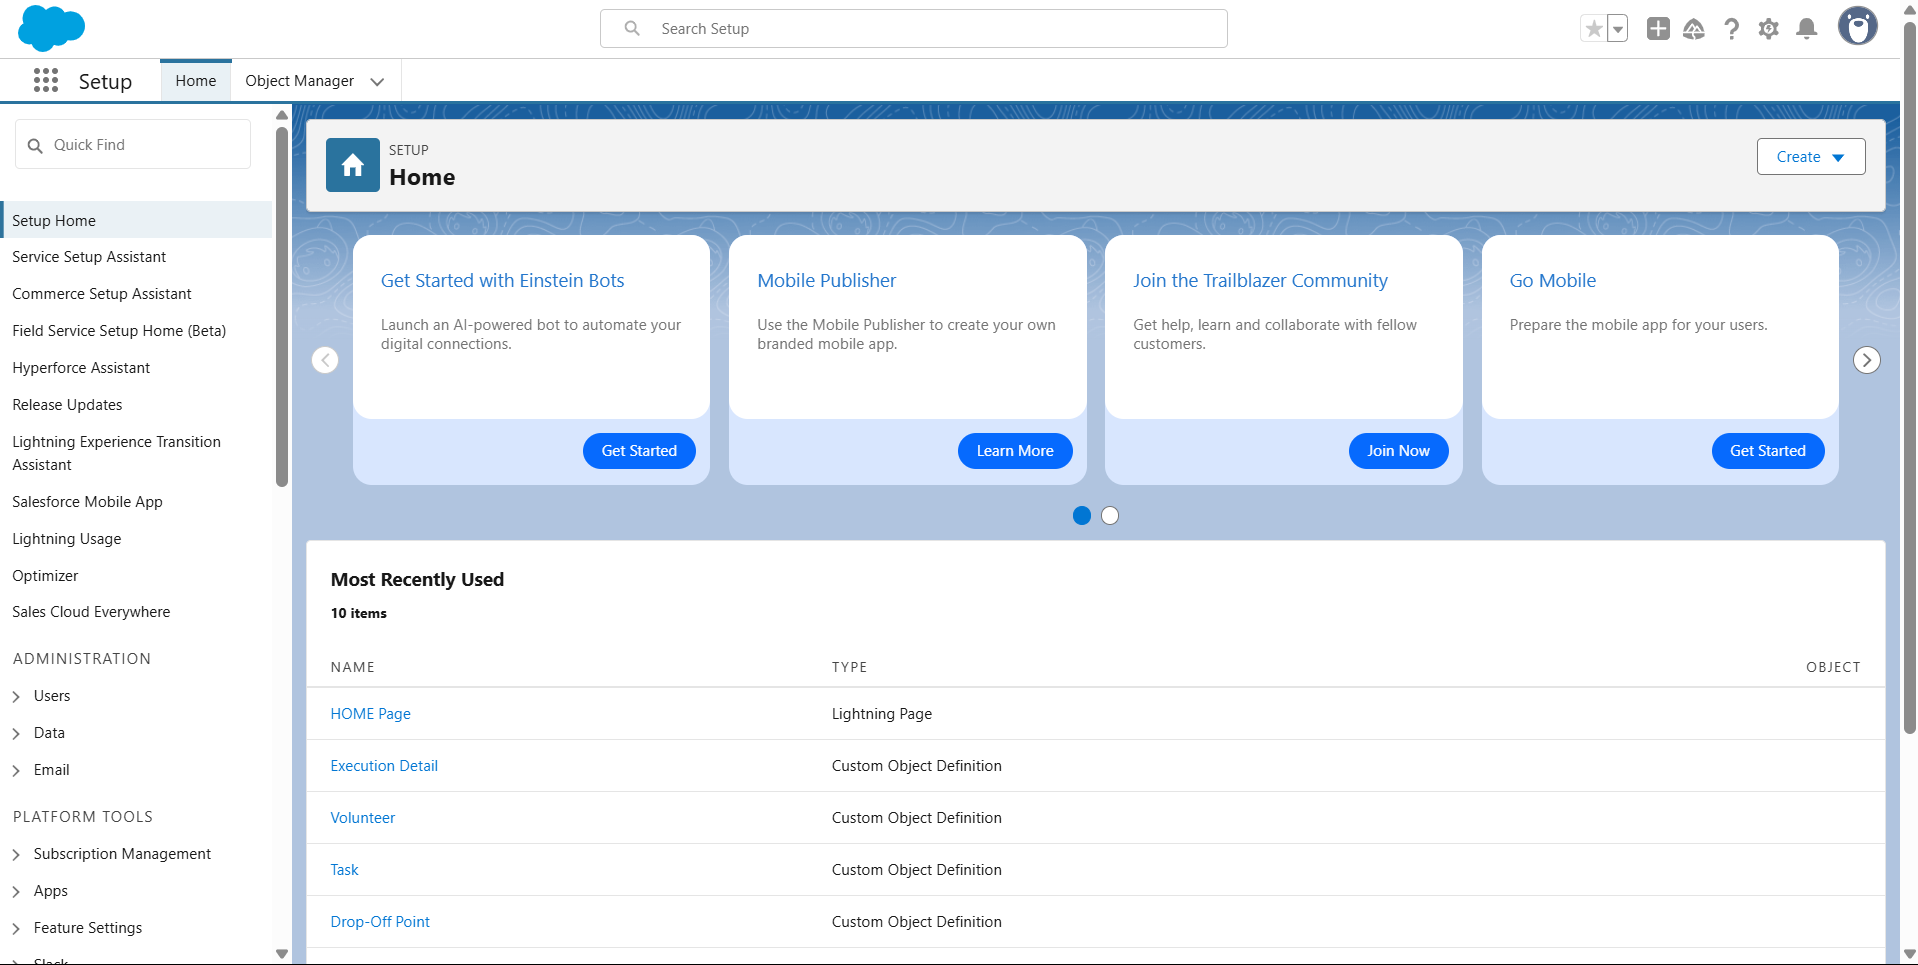 Search Setup
Setup
Home
Object Manager
Quick Find
Setup Home
Service Setup Assistant
Commerce Setup Assistant
Field Service Setup Home (Beta)
Hyperforce Assistant
Release Updates
Lightning Experience Transition
Assistant
Salesforce Mobile App
Lightning Usage
Optimizer
Sales Cloud Everywhere
ADMINISTRATION
Users
Data
Email
PLATFORM TOOLS
Subscription Management
Apps
Feature Settings
Slack
SETUP
Home
Create
Get Started with Einstein Bots
Launch an AI-powered bot to automate your
digital connections.
Get Started
Mobile Publisher
Use the Mobile Publisher to create your own
branded mobile app.
Learn More
Join the Trailblazer Community
Get help, learn and collaborate with fellow
customers.
Join Now
Go Mobile
Prepare the mobile app for your users.
Get Started
Most Recently Used
10 items
NAME TYPE OBJECT
HOME Page Lightning Page
Execution Detail Custom Object Definition
Volunteer Custom Object Definition
Task Custom Object Definition
Drop-Off Point Custom Object Definition